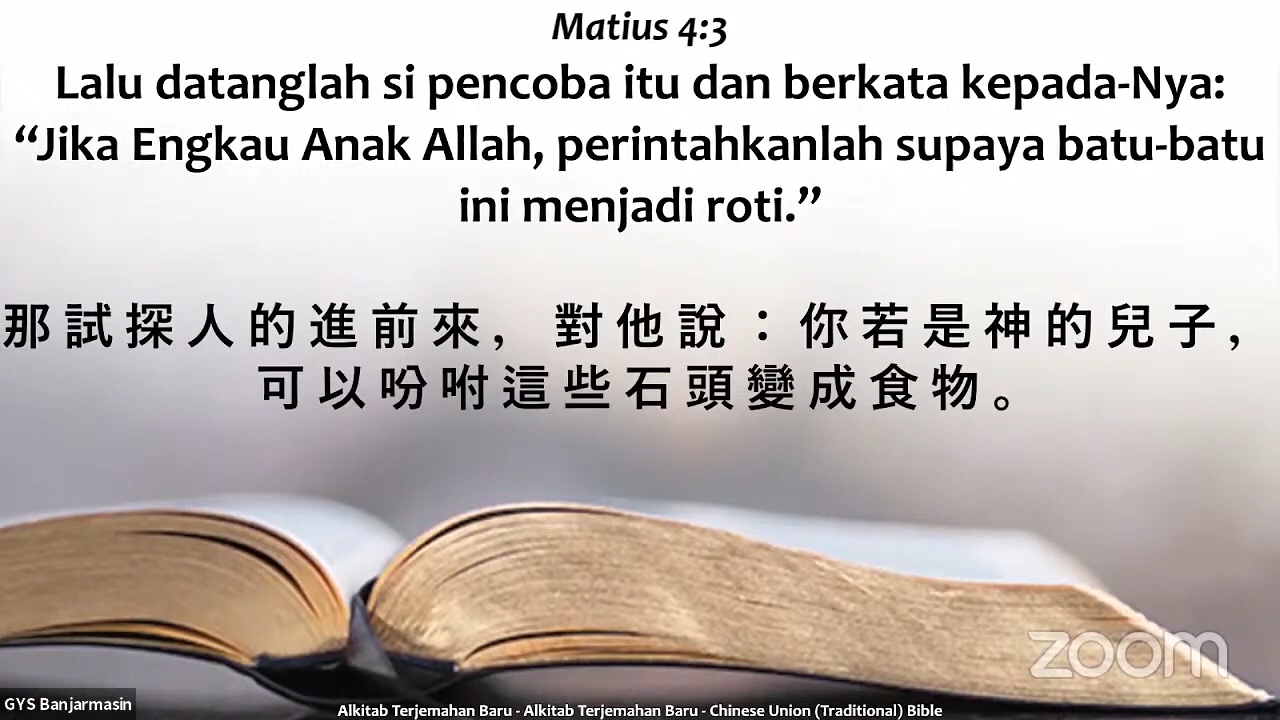 Matius 4:3
Lalu datanglah si pencoba itu dan berkata kepada-Nya:
“Jika Engkau Anak Allah, perintahkanlah supaya batu-batu
ini menjadi roti.”
那試探人的進前來，對他說：你若是神的兒子，
可以吩咐這些石頭變成食物。
zoom
GYS Banjarmasin
Alkitab Terjemahan Baru - Alkitab Terjemahan Baru - Chinese Union (Traditional) Bible